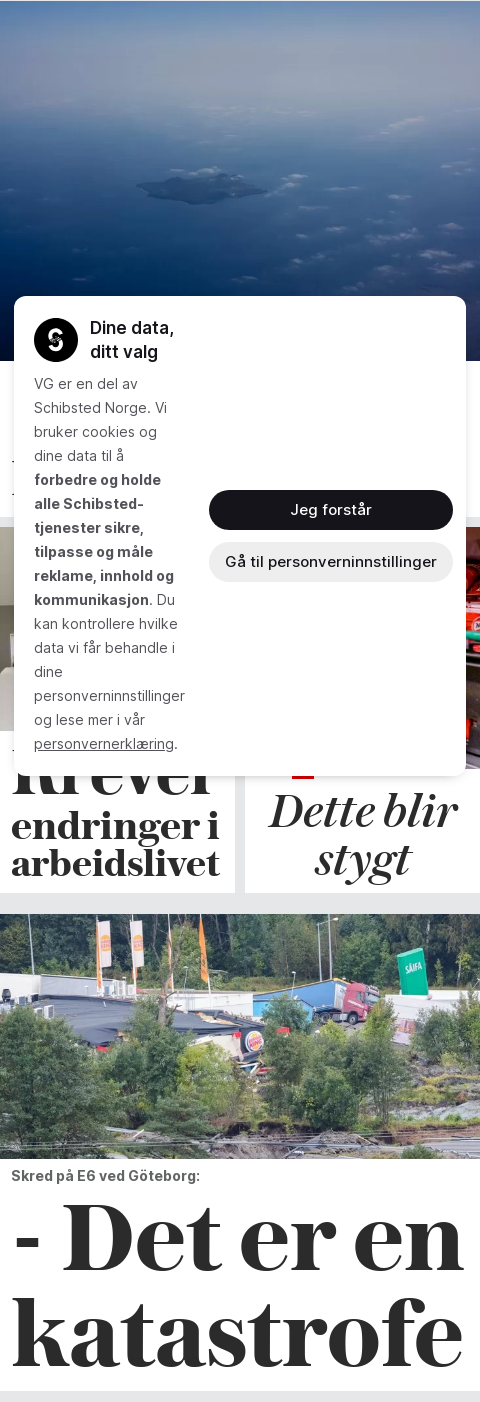 Dine data,
ditt valg
VG er en del av
Schibsted Norge. Vi
bruker cookies og
dine data til å
forbedre og holde
alle Schibsted-
tjenester sikre,
tilpasse og måle
reklame, innhold og
kommunikasjon. Du
kan kontrollere hvilke
data vi får behandle i
dine
personverninnstillinger
og lese mer i vår
personvernerklæring.
Jeg forstår
Gå til personverninnstillinger
Krever
endringer i
arbeidslivet
Dette blir
stygt
SÄIFA
Skred på E6 ved Göteborg:
- Det er en
katastrofe